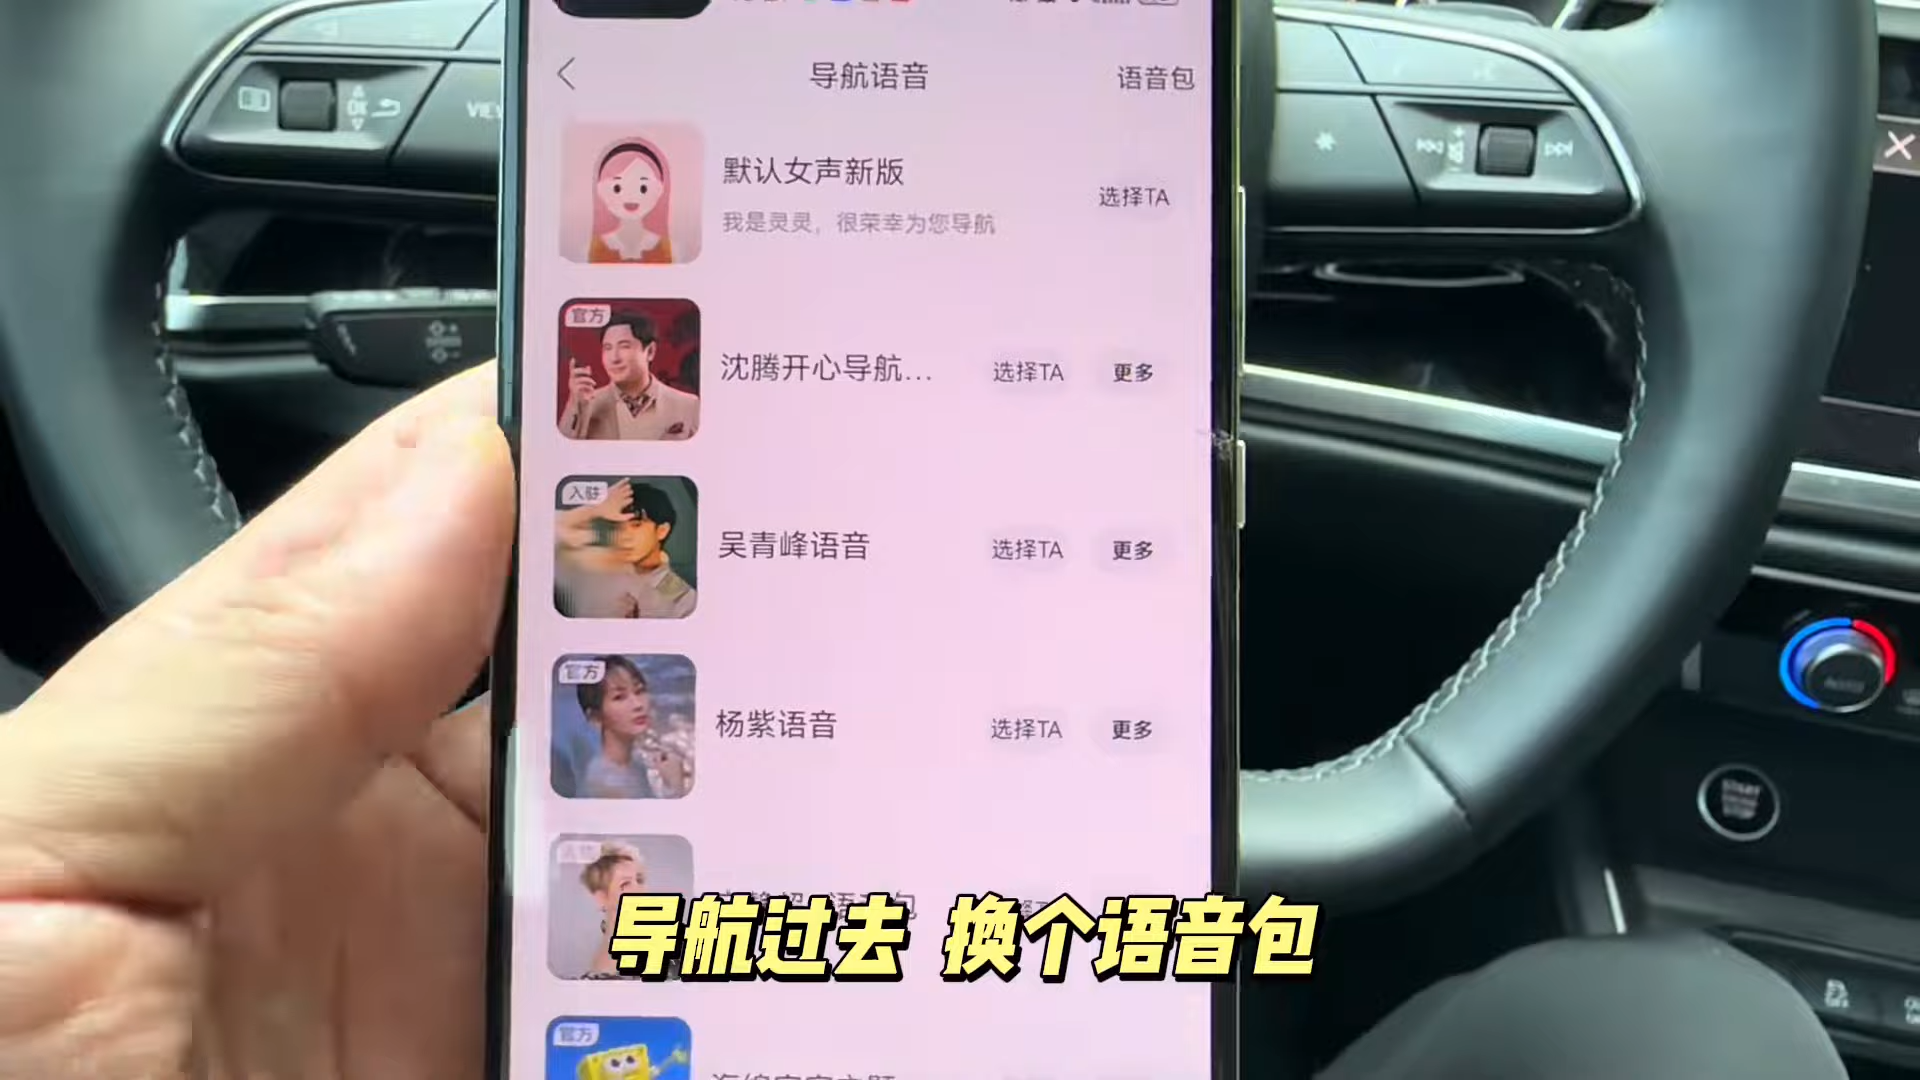 导航语音
语音包
默认女声新版
选择TA
我是灵灵，很荣幸为您导航
官方
沈腾开心导航...
选择TA
更多
入驻
吴青峰语音
选择TA
更多
官方
杨紫语音
选择TA
更多
导航过去 换个语音包
官方
VIEW
OK
START
STOP